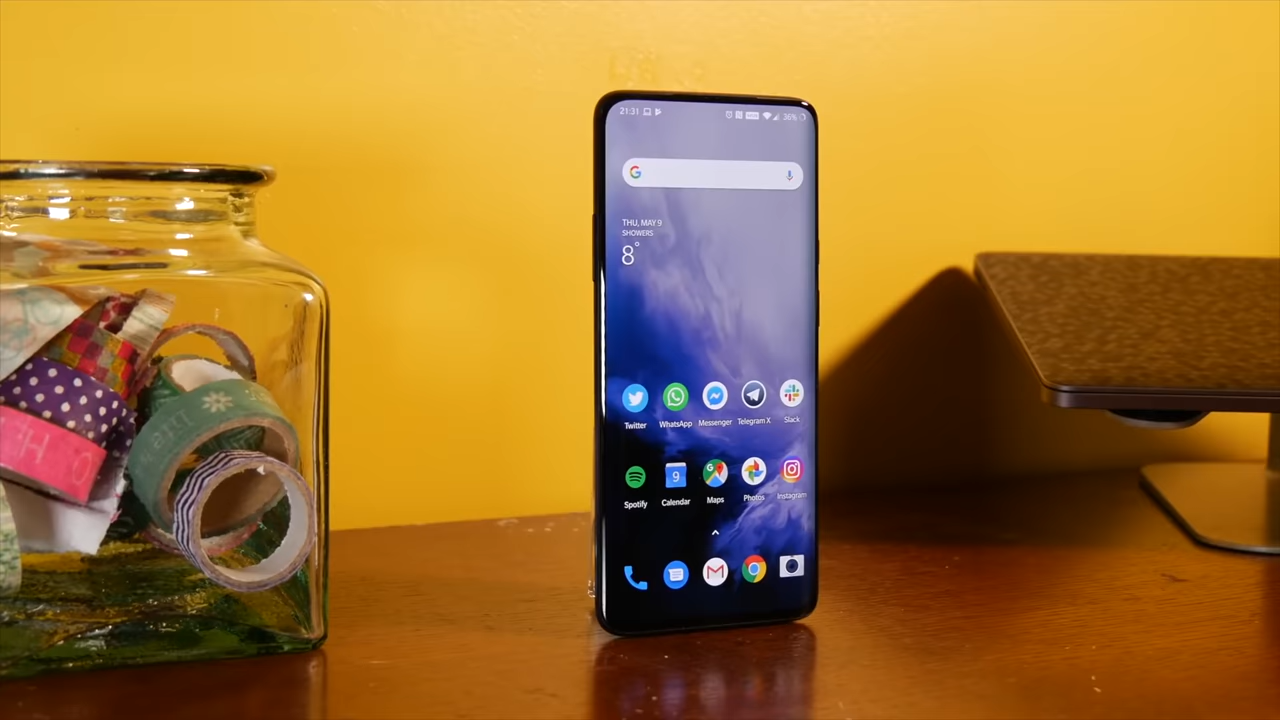 21:31
36%
THU, MAY 9
SHOWERS
8°
Twitter WhatsApp Messenger Telegram X Slack
9
Spotify Calendar Maps Photos Instagram
H O